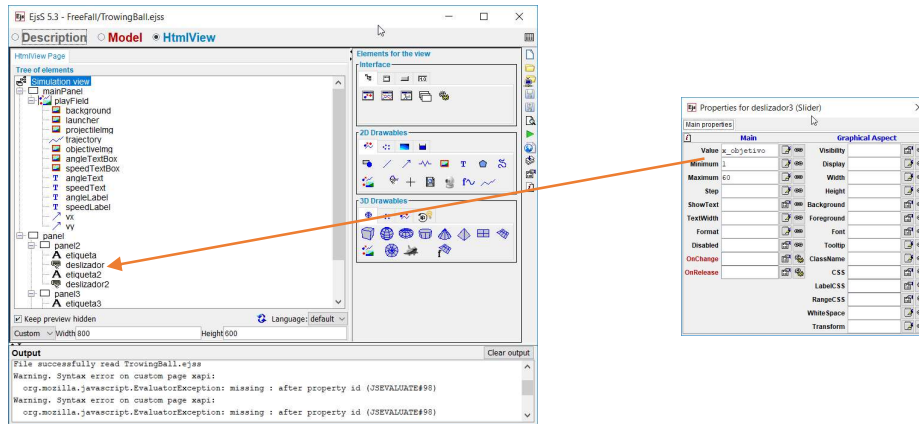 EjsS 5.3 - FreeFall/TrowingBall.ejss
Description Model HtmlView
HtmlView Page
Tree of elements
Simulation view
mainPanel
playField
background
launcher
projectileImg
trajectory
objectiveImg
angleTextBox
speedTextBox
T angleText
T speedText
T angleLabel
T speedLabel
vx
vy
panel
panel2
A etiqueta
deslizador
A etiqueta2
deslizador2
panel3
A etiqueta3
Keep preview hidden
Language: default
Custom Width 800 Height 600
Elements for the view
Interface
2D Drawables
3D Drawables
Output
Clear output
File successfully read TrowingBall.ejss
Warning. Syntax error on custom page xapi:
org.mozilla.javascript.EvaluatorException: missing : after property id (JSEVALUATE#98)
Warning. Syntax error on custom page xapi:
org.mozilla.javascript.EvaluatorException: missing : after property id (JSEVALUATE#98)
Properties for deslizador3 (Slider)
Main properties
Main Graphical Aspect
Value x_objetivo Visibility
Minimum 1 Display
Maximum 60 Width
Step Height
ShowText Background
TextWidth Foreground
Format Font
Disabled Tooltip
OnChange ClassName
OnRelease CSS
LabelCSS
RangeCSS
WhiteSpace
Transform